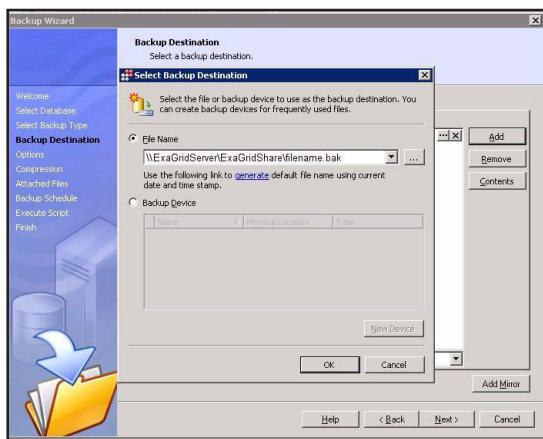 Backup Wizard
Backup Destination
Select a backup destination.
Welcome
Select Database
Select Backup Type
Backup Destination
Options
Compression
Attached Files
Backup Schedule
Execute Script
Finish
Select Backup Destination
Select the file or backup device to use as the backup destination. You
can create backup devices for frequently used files.
File Name
\\ExaGridServer\ExaGridShare\filename.bak
...
Use the following link to generate default file name using current
date and time stamp.
Backup Device
Name / Physical Location Type
New Device
OK Cancel
Add
Remove
Contents
Add Mirror
Help < Back Next > Cancel